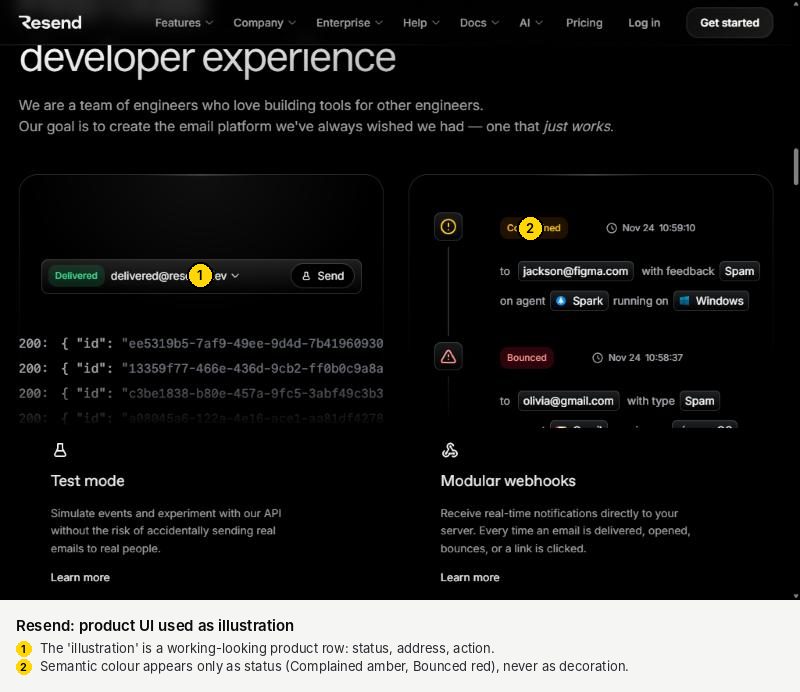 Resend Features Company Enterprise Help Docs AI Pricing Log in Get started
developer experience
We are a team of engineers who love building tools for other engineers.
Our goal is to create the email platform we've always wished we had — one that just works.
Delivered delivered@res 1 ev Send
200: { "id": "ee5319b5-7af9-49ee-9d4d-7b41960930
200: { "id": "13359f77-466e-436d-9cb2-ff0b0c9a8a
200: { "id": "c3be1838-b80e-457a-9fc5-3abf49c3b3
200: { "id":
Test mode
Simulate events and experiment with our API
without the risk of accidentally sending real
emails to real people.
Learn more
Co 2 ned Nov 24 10:59:10
to jackson@figma.com with feedback Spam
on agent Spark running on Windows
Bounced Nov 24 10:58:37
to olivia@gmail.com with type Spam
Modular webhooks
Receive real-time notifications directly to your
server. Every time an email is delivered, opened,
bounces, or a link is clicked.
Learn more
Resend: product UI used as illustration
1 The 'illustration' is a working-looking product row: status, address, action.
2 Semantic colour appears only as status (Complained amber, Bounced red), never as decoration.